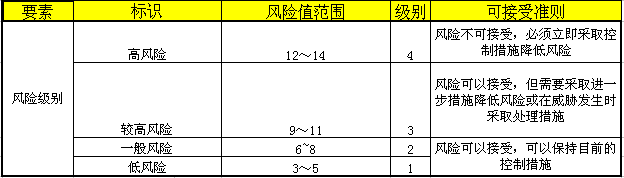 要素 标识 风险值范围 级别 可接受准则
风险级别
高风险 12～14 4
风险不可接受，必须立即采取控
制措施降低风险
较高风险 9～11 3
风险可以接受，但需要采取进一
步措施降低风险或在威胁发生时
采取处理措施
一般风险 6~8 2
低风险 3～5 1
风险可以接受，可以保持目前的
控制措施